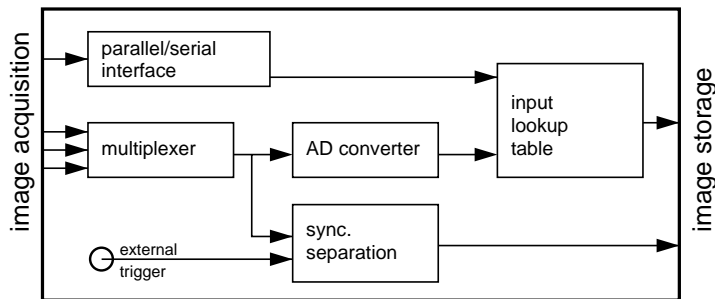 image acquisition
parallel/serial
interface
multiplexer
AD converter
input
lookup
table
external
trigger
sync.
separation
image storage